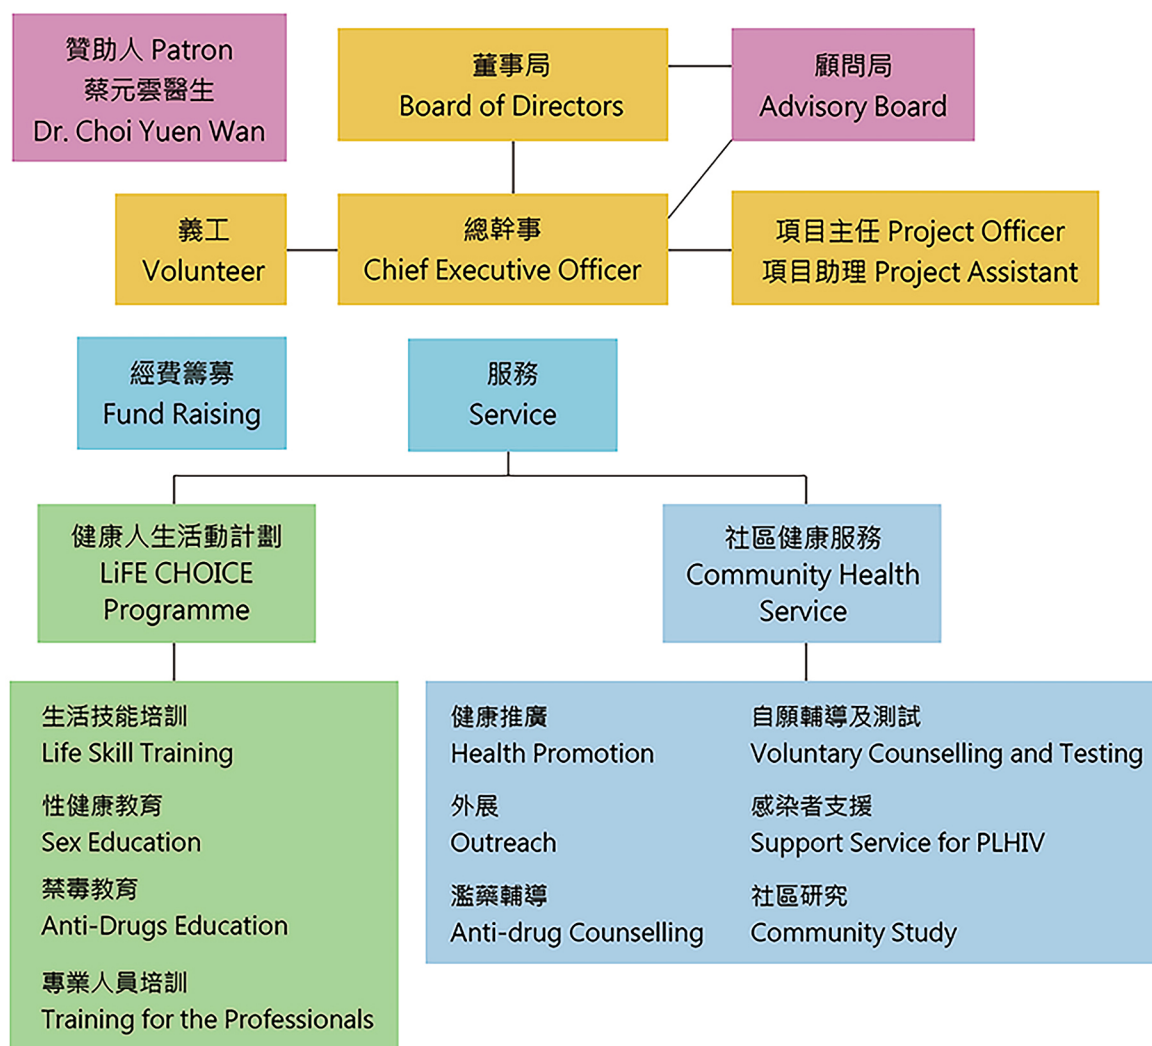 贊助人 Patron
蔡元雲醫生
Dr. Choi Yuen Wan
董事局
Board of Directors
顧問局
Advisory Board
義工
Volunteer
總幹事
Chief Executive Officer
項目主任 Project Officer
項目助理 Project Assistant
經費籌募
Fund Raising
服務
Service
健康人生活動計劃
LiFE CHOICE
Programme
社區健康服務
Community Health
Service
生活技能培訓
Life Skill Training
性健康教育
Sex Education
禁毒教育
Anti-Drugs Education
專業人員培訓
Training for the Professionals
健康推廣
Health Promotion
外展
Outreach
濫藥輔導
Anti-drug Counselling
自願輔導及測試
Voluntary Counselling and Testing
感染者支援
Support Service for PLHIV
社區研究
Community Study